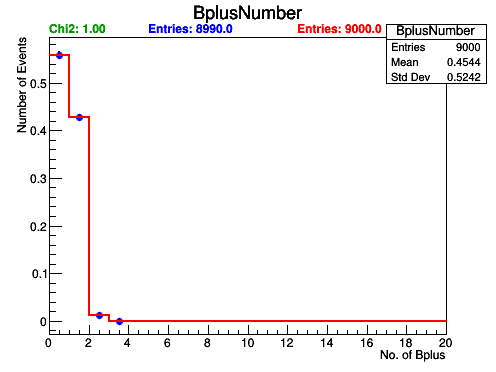 BplusNumber
Chi2: 1.00 Entries: 8990.0 Entries: 9000.0
BplusNumber
Entries 9000
Mean 0.4544
Std Dev 0.5242
Number of Events
0.5
0.4
0.3
0.2
0.1
0
0 2 4 6 8 10 12 14 16 18 20
No. of Bplus